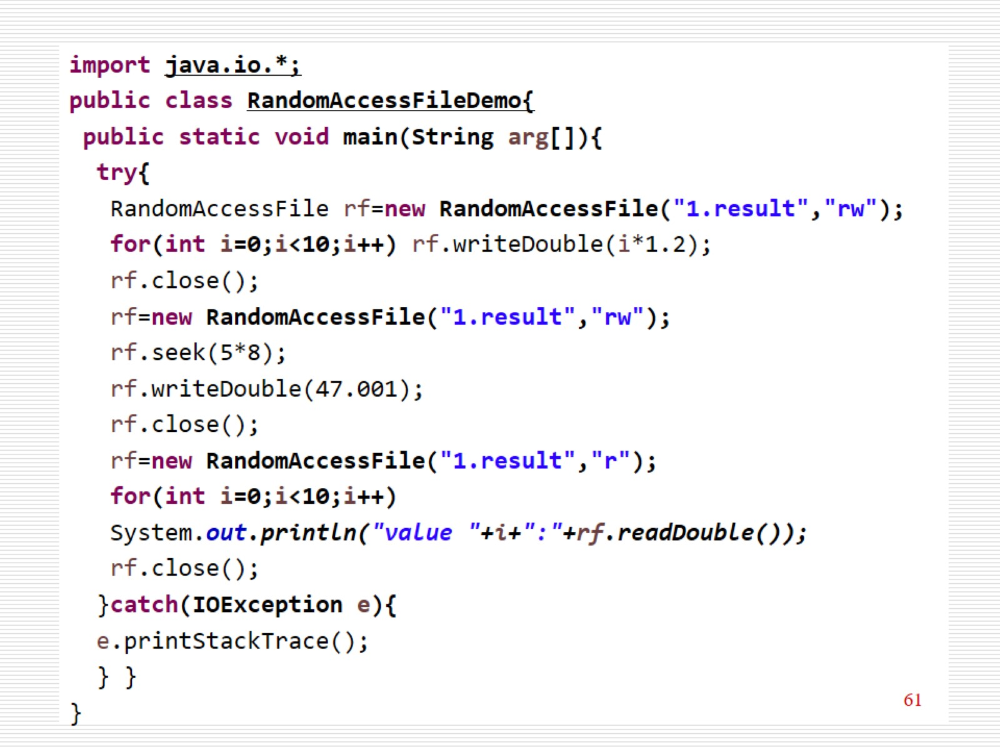 import java.io.*;
public class RandomAccessFileDemo{
public static void main(String arg[]){
try{
RandomAccessFile rf=new RandomAccessFile("1.result","rw");
for(int i=0;i<10;i++) rf.writeDouble(i*1.2);
rf.close();
rf=new RandomAccessFile("1.result","rw");
rf.seek(5*8);
rf.writeDouble(47.001);
rf.close();
rf=new RandomAccessFile("1.result","r");
for(int i=0;i<10;i++)
System.out.println("value "+i+":"+rf.readDouble());
rf.close();
}catch(IOException e){
e.printStackTrace();
} }
}
61